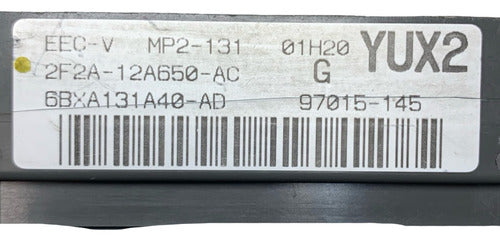 EEC-V MP2-131 01H20 YUX2
2F2A-12A650-AC G
6BXA131A40-AD 97015-145